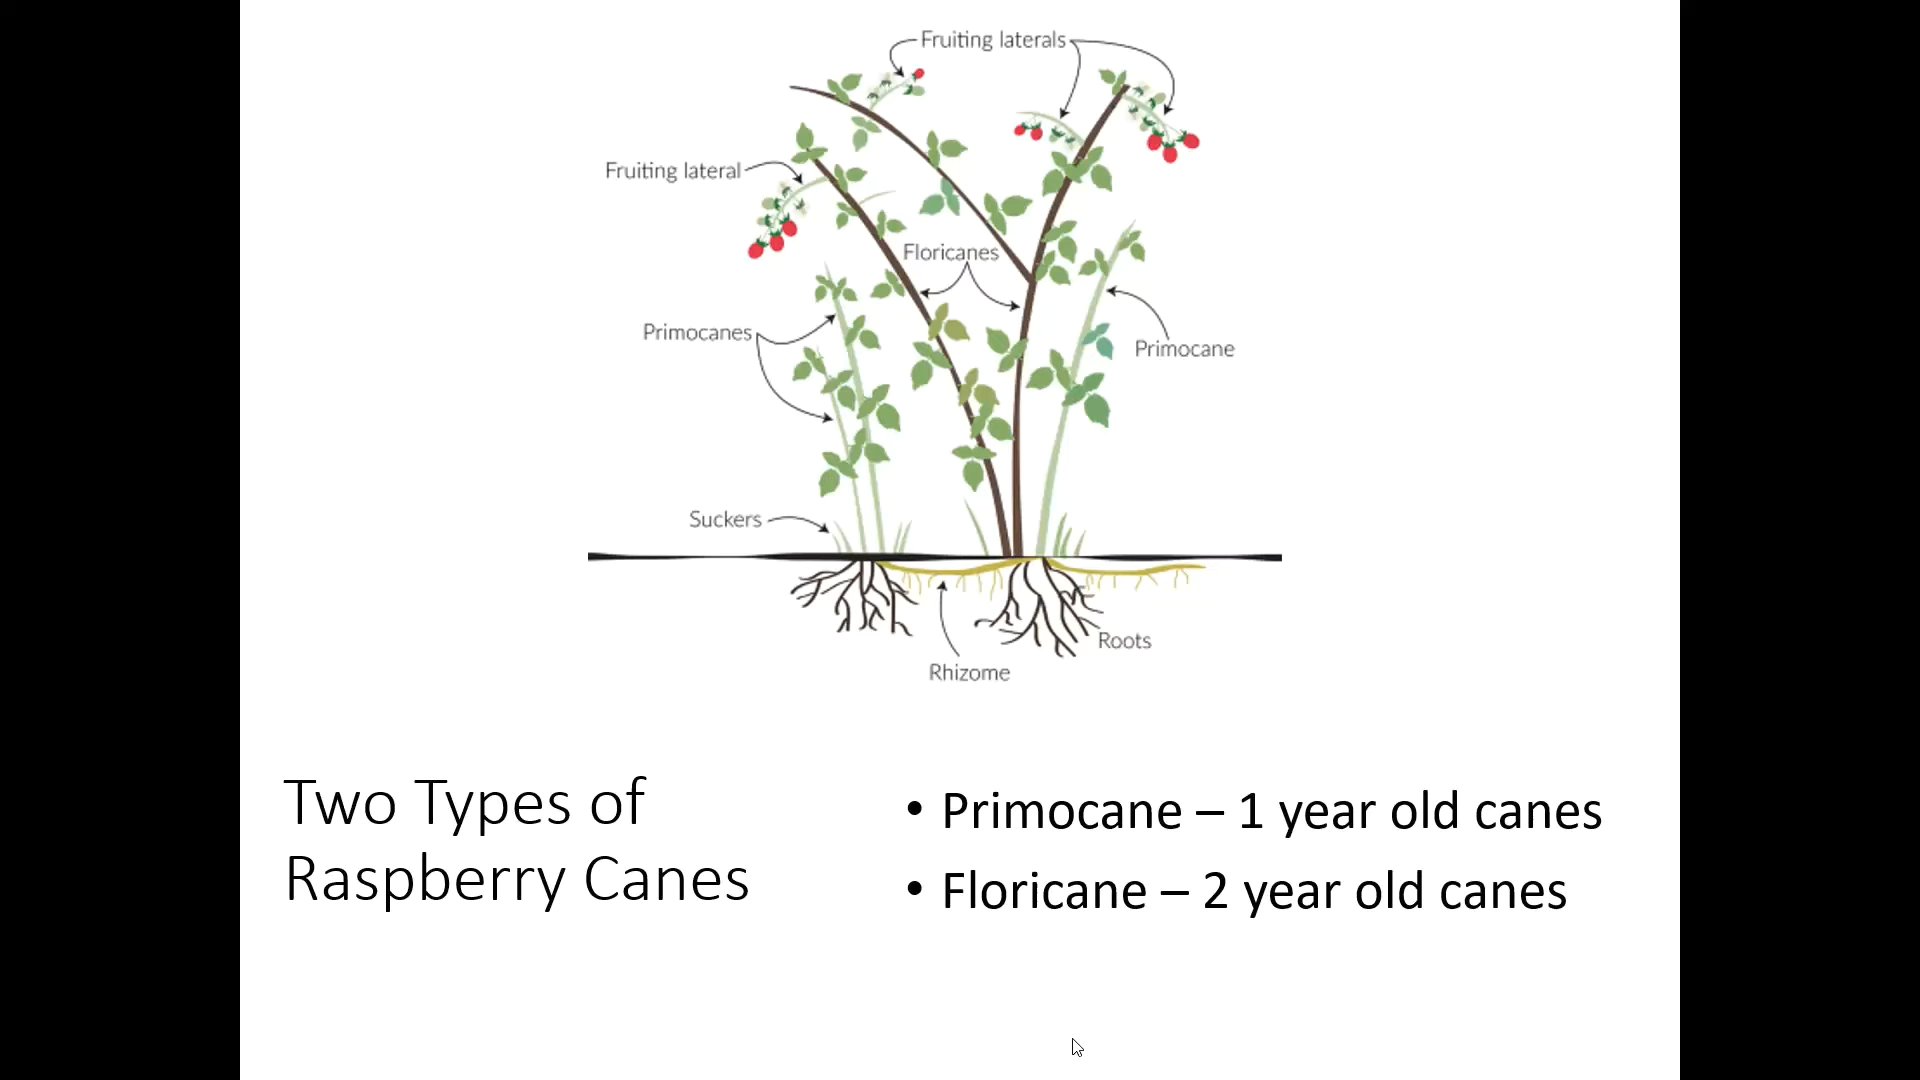 Fruiting laterals
Fruiting lateral
Floricanes
Primocanes
Primocane
Suckers
Roots
Rhizome
Two Types of
Raspberry Canes
• Primocane – 1 year old canes
• Floricane – 2 year old canes